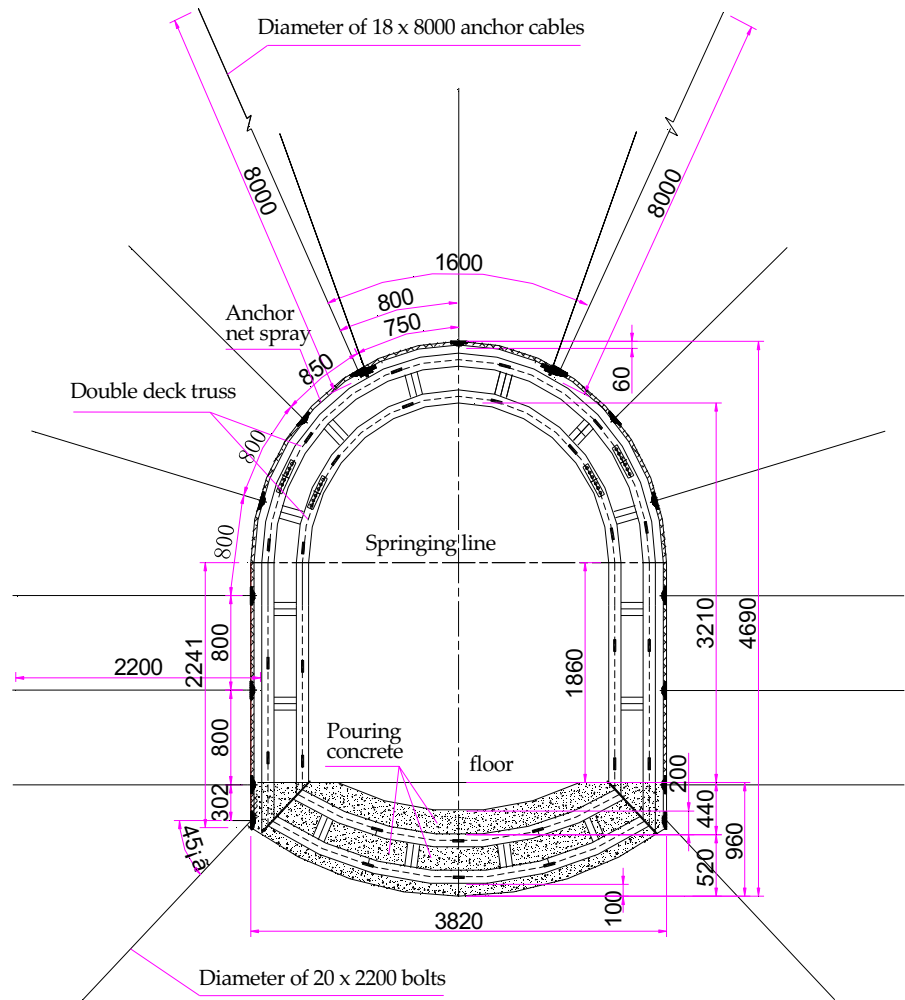 Diameter of 18 x 8000 anchor cables
8000
8000
1600
800
750
Anchor
net spray
850
60
Double deck truss
800
800
Springing line
2241
800
2200
1860
3210
4690
800
Pouring
concrete
floor
200
302
440
960
45¡ã
520
100
3820
Diameter of 20 x 2200 bolts